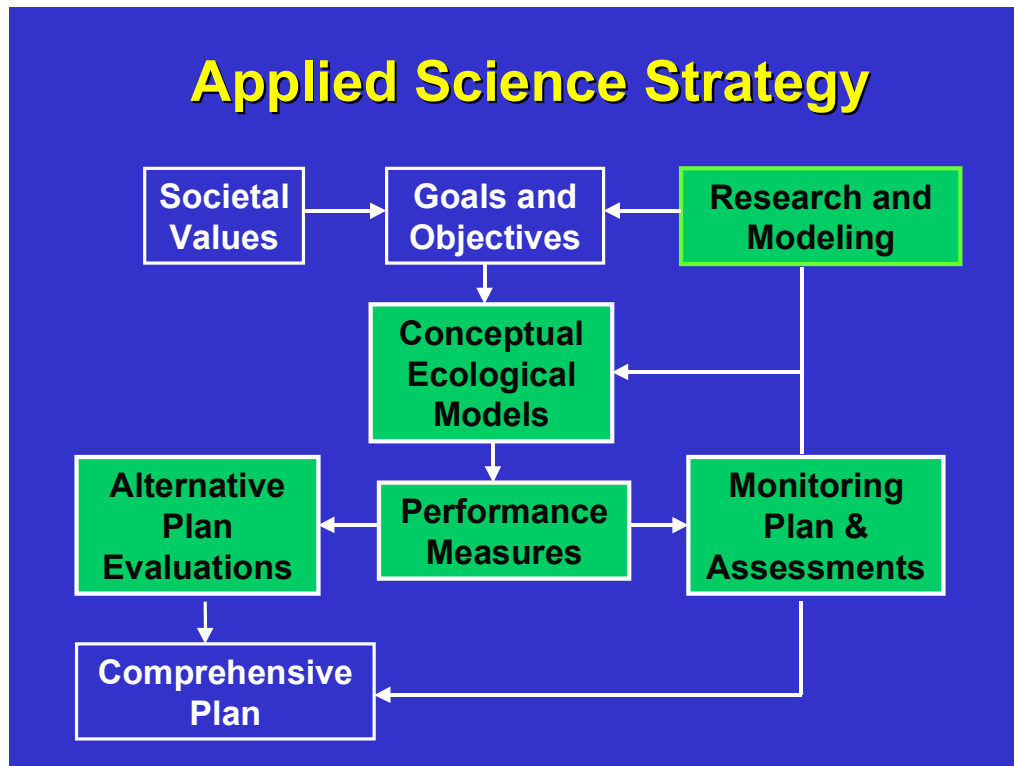 Applied Science Strategy
Societal
Values
Goals and
Objectives
Research and
Modeling
Conceptual
Ecological
Models
Alternative
Plan
Evaluations
Performance
Measures
Monitoring
Plan &
Assessments
Comprehensive
Plan